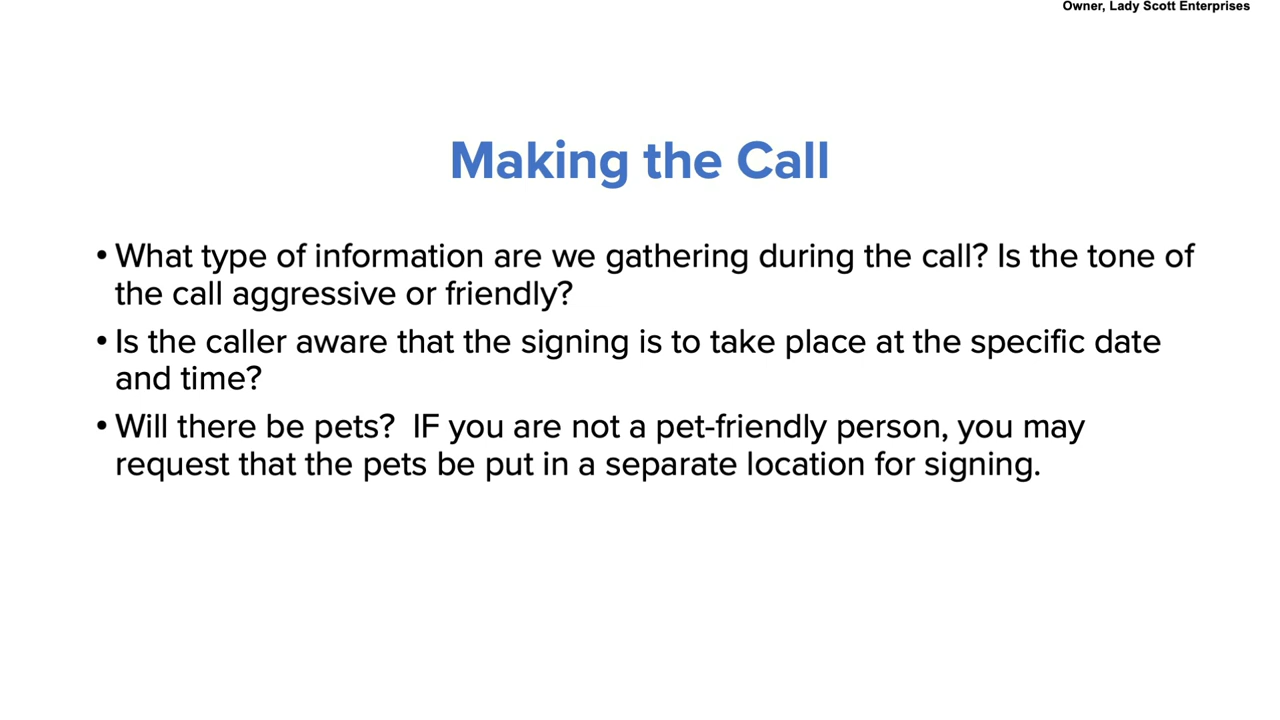 Owner, Lady Scott Enterprises
Making the Call
• What type of information are we gathering during the call? Is the tone of
the call aggressive or friendly?
• Is the caller aware that the signing is to take place at the specific date
and time?
• Will there be pets?  IF you are not a pet-friendly person, you may
request that the pets be put in a separate location for signing.